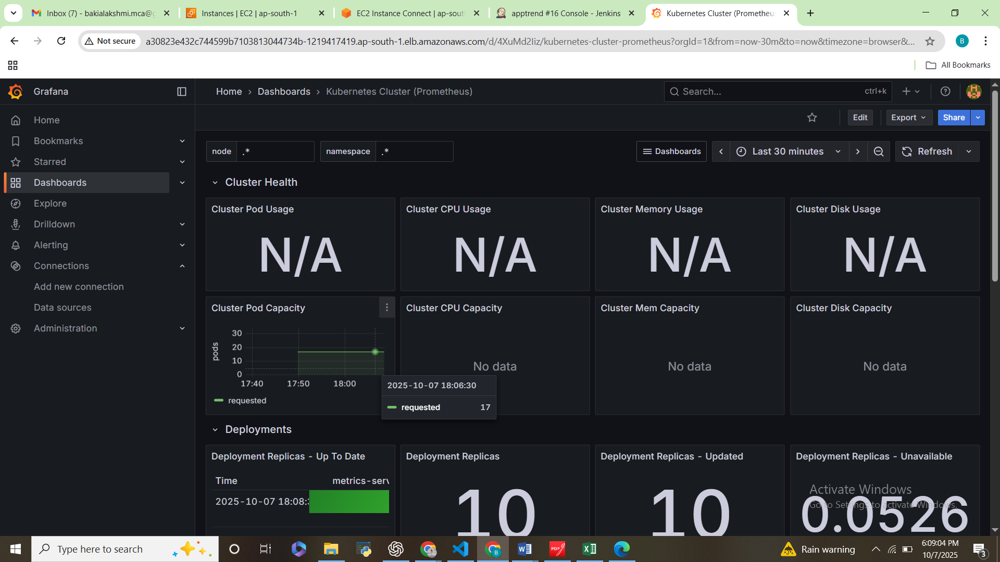 Inbox (7) - bakialakshmi.mca@g
Instances | EC2 | ap-south-1
EC2 Instance Connect | ap-sout
apptrend #16 Console - Jenkins
Kubernetes Cluster (Prometheu
Not secure
a30823e432c744599b7103813044734b-1219417419.ap-south-1.elb.amazonaws.com/d/4XuMd2Iiz/kubernetes-cluster-prometheus?orgId=1&from=now-30m&to=now&timezone=browser&...
B
All Bookmarks
Grafana
Home › Dashboards › Kubernetes Cluster (Prometheus)
Search...
ctrl+k
Home
Bookmarks
Starred
Dashboards
Explore
Drilldown
Alerting
Connections
Add new connection
Data sources
Administration
Edit
Export
Share
node
.*
namespace
.*
Dashboards
Last 30 minutes
Refresh
Cluster Health
Cluster Pod Usage
N/A
Cluster CPU Usage
N/A
Cluster Memory Usage
N/A
Cluster Disk Usage
N/A
Cluster Pod Capacity
pods
30
20
10
0
17:40
17:50
18:00
requested
2025-10-07 18:06:30
requested 17
Cluster CPU Capacity
No data
Cluster Mem Capacity
No data
Cluster Disk Capacity
No data
Deployments
Deployment Replicas - Up To Date
Time
metrics-serv
2025-10-07 18:08:
Deployment Replicas
10
Deployment Replicas - Updated
10
Deployment Replicas - Unavailable
0.0526
Activate Windows
Go to Settings to activate Windows.
Type here to search
PDF
B
Rain warning
6:09:04 PM
10/7/2025
3